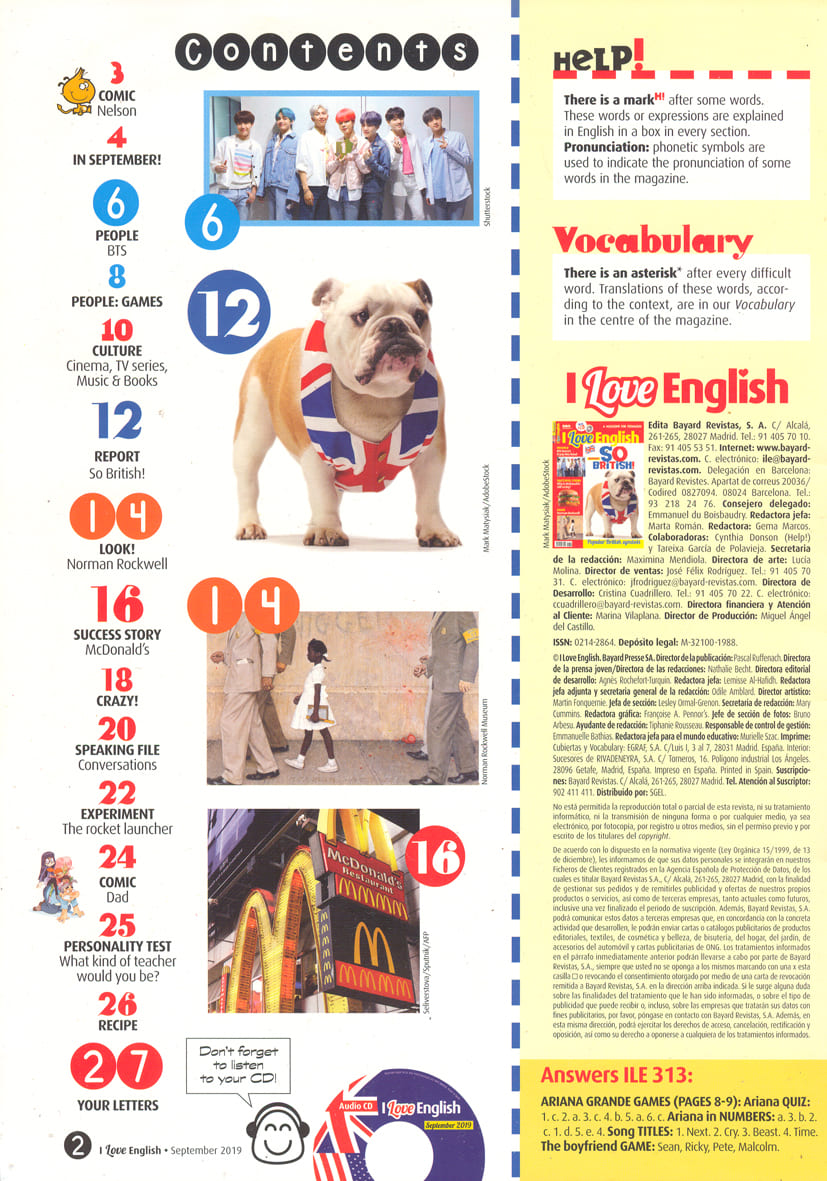 Contents
3
COMIC
Nelson
4
IN SEPTEMBER!
6
PEOPLE
BTS
8
PEOPLE: GAMES
10
CULTURE
Cinema, TV series,
Music & Books
12
REPORT
So British!
14
LOOK!
Norman Rockwell
16
SUCCESS STORY
McDonald's
18
CRAZY!
20
SPEAKING FILE
Conversations
22
EXPERIMENT
The rocket launcher
24
COMIC
Dad
25
PERSONALITY TEST
What kind of teacher
would you be?
26
RECIPE
27
YOUR LETTERS
2
I Love English • September 2019
6
Shutterstock
12
Mark Matysiak/AdobeStock
14
Norman Rockwell Museum
16
McDonald's
Restaurant
Seliverstova/Sputnik/AFP
Don't forget
to listen
to your CD!
Audio CD
I Love English
September 2019
HELP!
There is a markH! after some words.
These words or expressions are explained
in English in a box in every section.
Pronunciation: phonetic symbols are
used to indicate the pronunciation of some
words in the magazine.
Vocabulary
There is an asterisk* after every difficult
word. Translations of these words, accor-
ding to the context, are in our Vocabulary
in the centre of the magazine.
I Love English
I Love English
SO
BRITISH!
Popular British symbols
Mark Matysiak/AdobeStock
Edita Bayard Revistas, S. A. C/ Alcalá,
261-265, 28027 Madrid. Tel.: 91 405 70 10.
Fax: 91 405 53 51. Internet: www.bayard-
revistas.com. C. electrónico: ile@bayard-
revistas.com. Delegación en Barcelona:
Bayard Revistes. Apartat de correus 20036/
Codired 0827094. 08024 Barcelona. Tel.:
93 218 24 76. Consejero delegado:
Emmanuel du Boisbaudry. Redactora jefa:
Marta Román. Redactora: Gema Marcos.
Colaboradoras: Cynthia Donson (Help!)
y Tareixa García de Polavieja. Secretaria
de la redacción: Maximina Mendiola. Directora de arte: Lucía
Molina. Director de ventas: José Félix Rodríguez. Tel.: 91 405 70
31. C. electrónico: jfrodriguez@bayard-revistas.com. Directora de
Desarrollo: Cristina Cuadrillero. Tel.: 91 405 70 22. C. electrónico:
ccuadrillero@bayard-revistas.com. Directora financiera y Atención
al Cliente: Marina Vilaplana. Director de Producción: Miguel Ángel
del Castillo.
ISSN: 0214-2864. Depósito legal: M-32100-1988.
© I Love English. Bayard Presse SA. Director de la publicación: Pascal Ruffenach. Directora
de la prensa joven/Directora de las redacciones: Nathalie Becht. Directora editorial
de desarrollo: Agnès Rochefort-Turquin. Redactora jefa: Lemisse Al-Hafidh. Redactora
jefa adjunta y secretaria general de la redacción: Odile Amblard. Director artístico:
Martin Fonquernie. Jefa de sección: Lesley Ormal-Grenon. Secretaria de redacción: Mary
Cummins. Redactora gráfica: Françoise A. Pennor's. Jefe de sección de fotos: Bruno
Arbesu. Ayudante de redacción: Tiphanie Rousseau. Responsable de control de gestión:
Emmanuelle Bathias. Redactora jefa para el mundo educativo: Murielle Szac. Imprime:
Cubiertas y Vocabulary: EGRAF, S.A. C/Luis I, 3 al 7, 28031 Madrid. España. Interior:
Sucesores de RIVADENEYRA, S.A. C/ Torneros, 16. Polígono industrial Los Ángeles.
28096 Getafe, Madrid, España. Impreso en España. Printed in Spain. Suscripcio-
nes: Bayard Revistas. C/ Alcalá, 261-265, 28027 Madrid. Tel. Atención al Suscriptor:
902 411 411. Distribuido por: SGEL.
No está permitida la reproducción total o parcial de esta revista, ni su tratamiento
informático, ni la transmisión de ninguna forma o por cualquier medio, ya sea
electrónico, por fotocopia, por registro u otros medios, sin el permiso previo y por
escrito de los titulares del copyright.
De acuerdo con lo dispuesto en la normativa vigente (Ley Orgánica 15/1999, de 13
de diciembre), les informamos de que sus datos personales se integrarán en nuestros
Ficheros de Clientes registrados en la Agencia Española de Protección de Datos, de los
cuales es titular Bayard Revistas S.A., C/ Alcalá, 261-265, 28027 Madrid, con la finalidad
de gestionar sus pedidos y de remitirles publicidad y ofertas de nuestros propios
productos o servicios, así como de terceras empresas, tanto actuales como futuros,
inclusive una vez finalizado el período de suscripción. Además, Bayard Revistas, S.A.
podrá comunicar estos datos a terceras empresas que, en concordancia con la concreta
actividad que desarrollen, le podrán enviar cartas o catálogos publicitarios de productos
editoriales, textiles, de cosmética y belleza, de bisutería, del hogar, del jardín, de
accesorios del automóvil y cartas publicitarias de ONG. Los tratamientos informados
en el párrafo inmediatamente anterior podrán llevarse a cabo por parte de Bayard
Revistas, S.A., siempre que usted no se oponga a los mismos marcando con una x esta
casilla □ o revocando el consentimiento otorgado por medio de una carta de revocación
remitida a Bayard Revistas, S.A. en la dirección arriba indicada. Si le surge alguna duda
sobre las finalidades del tratamiento que le han sido informadas, o sobre el tipo de
publicidad que puede recibir o, incluso, sobre las empresas que tratarán sus datos con
fines publicitarios, por favor, póngase en contacto con Bayard Revistas, S.A. Además, en
esta misma dirección, podrá ejercitar los derechos de acceso, cancelación, rectificación y
oposición, así como su derecho a oponerse a cualquiera de los tratamientos informados.
Answers ILE 313:
ARIANA GRANDE GAMES (PAGES 8-9): Ariana QUIZ:
1. c. 2. a. 3. c. 4. b. 5. a. 6. c. Ariana in NUMBERS: a. 3. b. 2.
c. 1. d. 5. e. 4. Song TITLES: 1. Next. 2. Cry. 3. Beast. 4. Time.
The boyfriend GAME: Sean, Ricky, Pete, Malcolm.